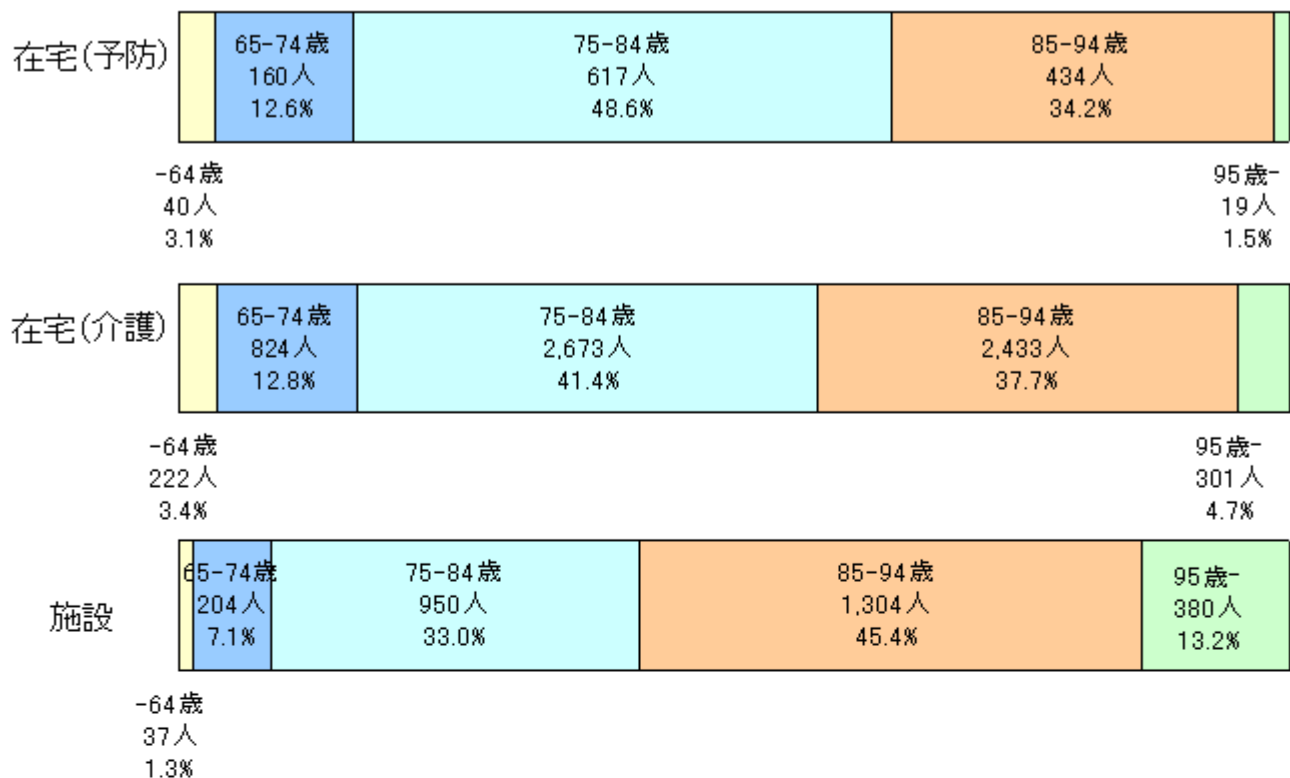 在宅(予防)
65-74歳
160人
12.6%
75-84歳
617人
48.6%
85-94歳
434人
34.2%
-64歳
40人
3.1%
95歳-
19人
1.5%
在宅(介護)
65-74歳
824人
12.8%
75-84歳
2,673人
41.4%
85-94歳
2,433人
37.7%
-64歳
222人
3.4%
95歳-
301人
4.7%
施設
65-74歳
204人
7.1%
75-84歳
950人
33.0%
85-94歳
1,304人
45.4%
95歳-
380人
13.2%
-64歳
37人
1.3%